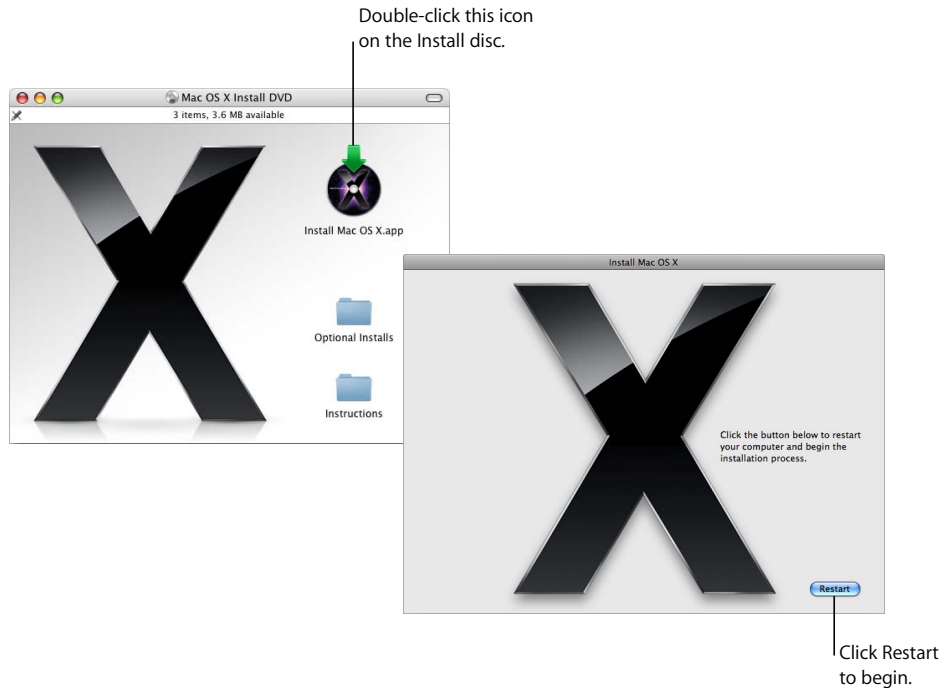 Double-click this icon
on the Install disc.
Mac OS X Install DVD
3 items, 3.6 MB available
Install Mac OS X.app
Optional Installs
Instructions
Install Mac OS X
Click the button below to restart
your computer and begin the
installation process.
Restart
Click Restart
to begin.